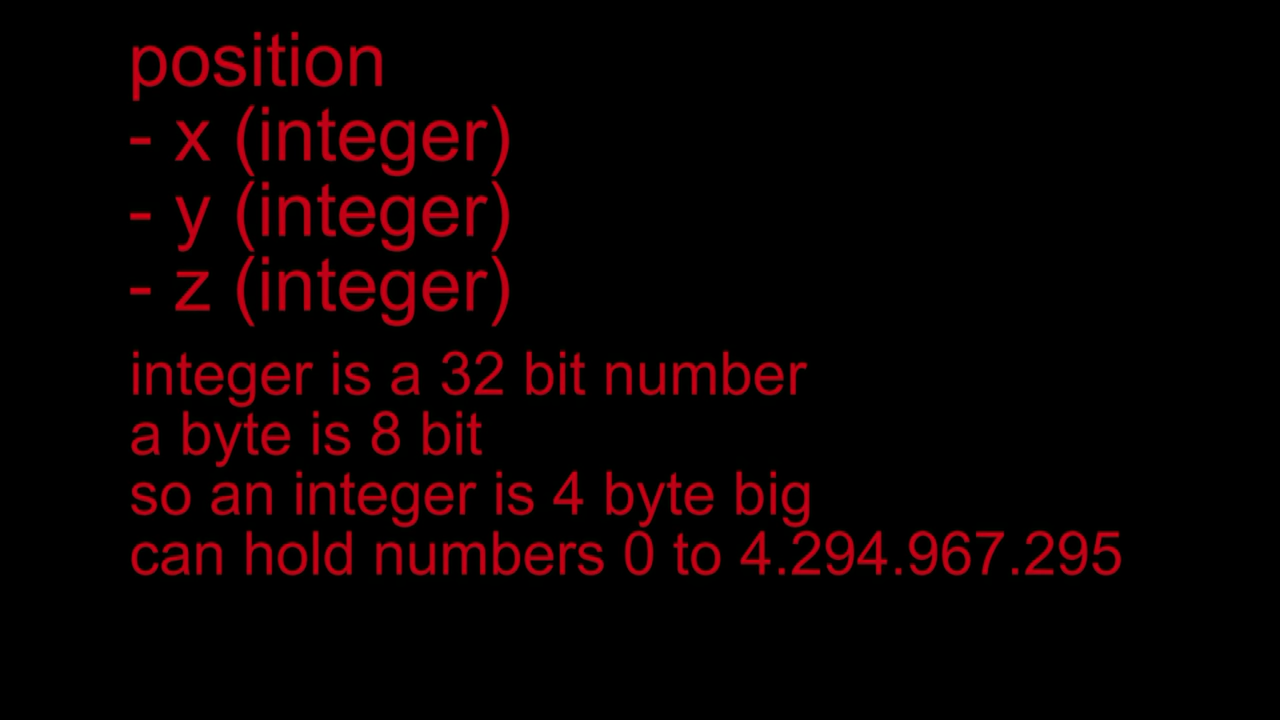 position
- x (integer)
- y (integer)
- z (integer)
integer is a 32 bit number
a byte is 8 bit
so an integer is 4 byte big
can hold numbers 0 to 4.294.967.295